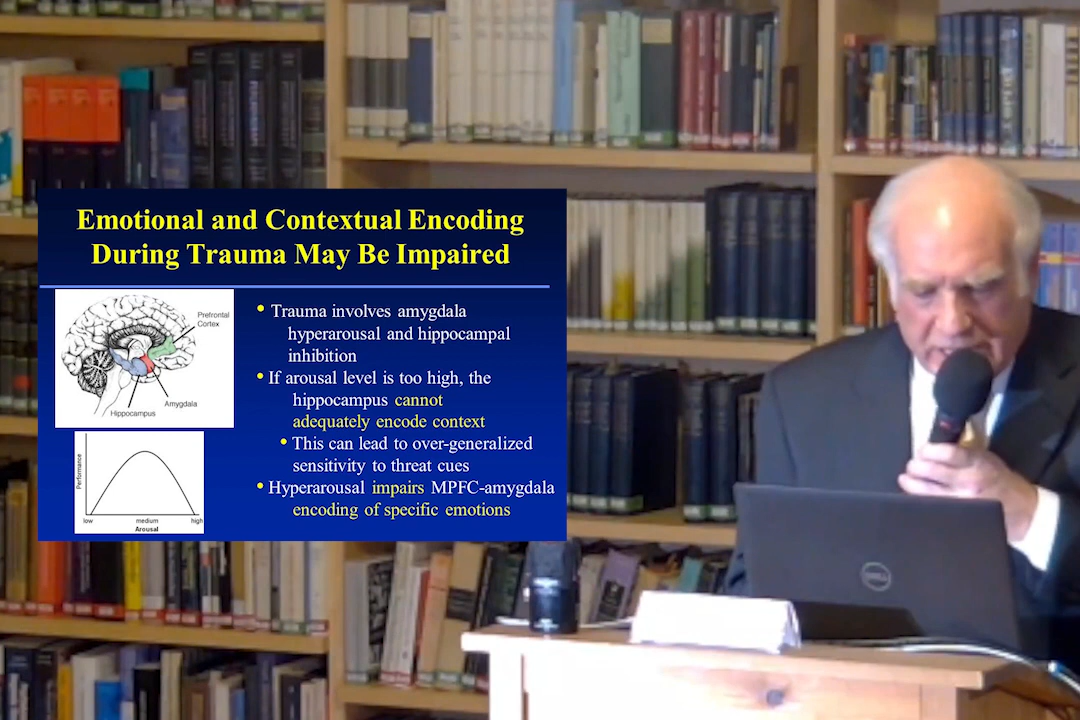 Emotional and Contextual Encoding
During Trauma May Be Impaired
Prefrontal
Cortex
Amygdala
Hippocampus
Performance
low medium high
Arousal
• Trauma involves amygdala
hyperarousal and hippocampal
inhibition
• If arousal level is too high, the
hippocampus cannot
adequately encode context
• This can lead to over-generalized
sensitivity to threat cues
• Hyperarousal impairs MPFC-amygdala
encoding of specific emotions
DELL